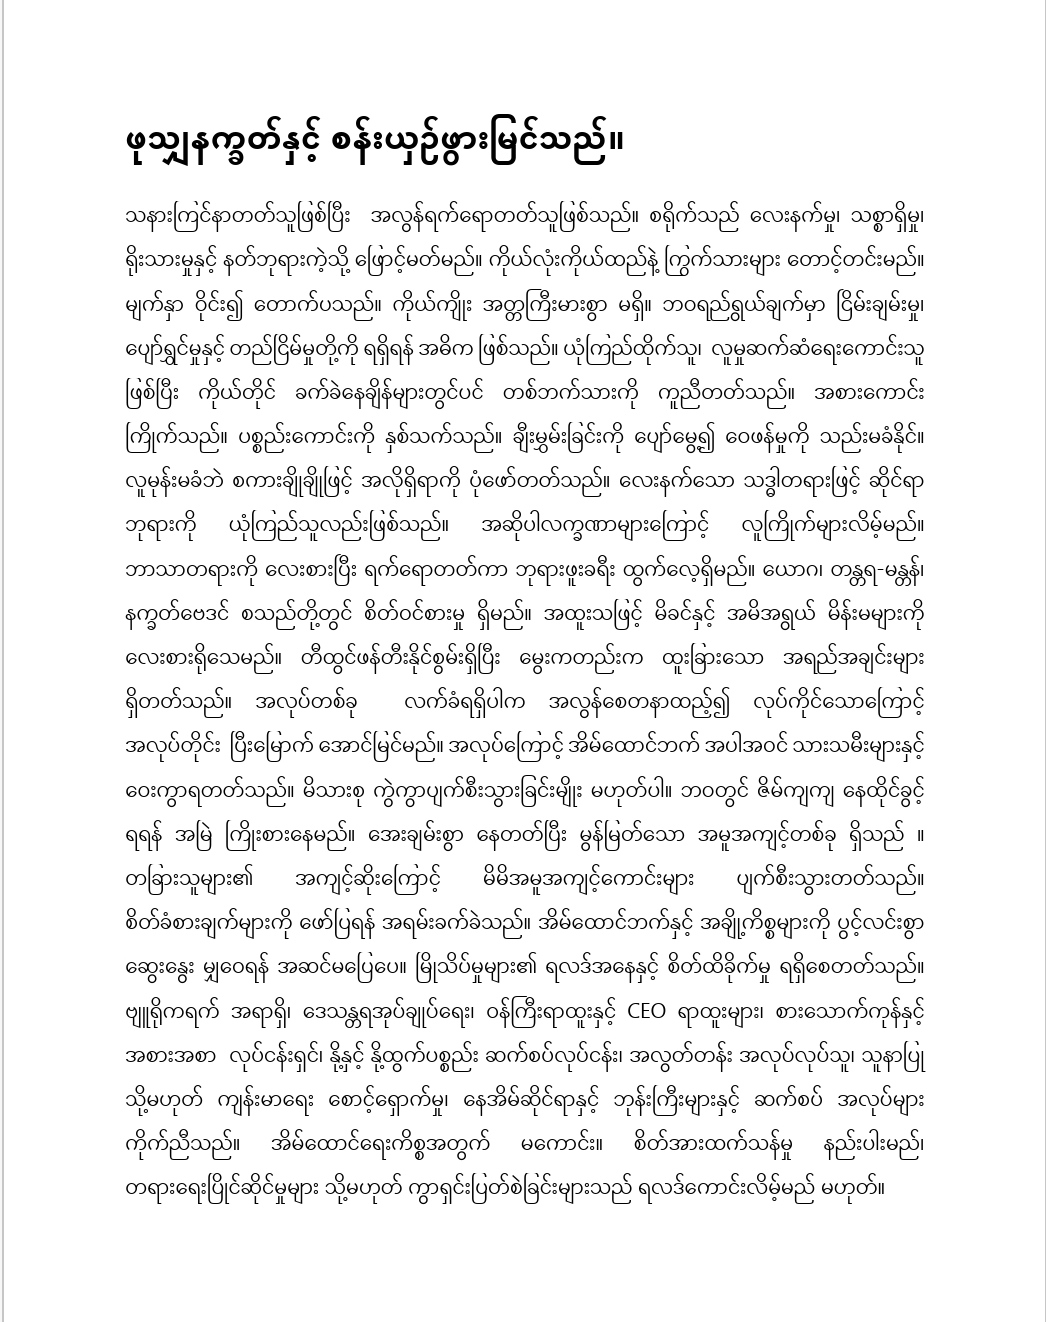 ဖုသျှနက္ခတ်နှင့် စန်းယှဉ်ဖွားမြင်သည်။
သနားကြင်နာတတ်သူဖြစ်ပြီး အလွန်ရက်ရောတတ်သူဖြစ်သည်။ စရိုက်သည် လေးနက်မှု၊ သစ္စာရှိမှု၊
ရိုးသားမှုနှင့် နတ်ဘုရားကဲ့သို့ ဖြောင့်မတ်မည်။ ကိုယ်လုံးကိုယ်ထည်နဲ့ ကြွက်သားများ တောင့်တင်းမည်။
မျက်နှာ ဝိုင်း၍ တောက်ပသည်။ ကိုယ်ကျိုး အတ္တကြီးမားစွာ မရှိ။ ဘဝရည်ရွယ်ချက်မှာ ငြိမ်းချမ်းမှု၊
ပျော်ရွှင်မှုနှင့် တည်ငြိမ်မှုတို့ကို ရရှိရန် အဓိက ဖြစ်သည်။ ယုံကြည်ထိုက်သူ၊ လူမှုဆက်ဆံရေးကောင်းသူ
ဖြစ်ပြီး ကိုယ်တိုင် ခက်ခဲနေချိန်များတွင်ပင် တစ်ဘက်သားကို ကူညီတတ်သည်။ အစားကောင်း
ကြိုက်သည်။ ပစ္စည်းကောင်းကို နှစ်သက်သည်။ ချီးမွှမ်းခြင်းကို ပျော်မွေ့၍ ဝေဖန်မှုကို သည်းမခံနိုင်။
လူမုန်းမခံဘဲ စကားချိုချိုဖြင့် အလိုရှိရာကို ပုံဖော်တတ်သည်။ လေးနက်သော သဒ္ဓါတရားဖြင့် ဆိုင်ရာ
ဘုရားကို ယုံကြည်သူလည်းဖြစ်သည်။ အဆိုပါလက္ခဏာများကြောင့် လူကြိုက်များလိမ့်မည်။
ဘာသာတရားကို လေးစားပြီး ရက်ရောတတ်ကာ ဘုရားဖူးခရီး ထွက်လေ့ရှိမည်။ ယောဂ၊ တန္တရ-မန္တန်၊
နက္ခတ်ဗေဒင် စသည်တို့တွင် စိတ်ဝင်စားမှု ရှိမည်။ အထူးသဖြင့် မိခင်နှင့် အမိအရွယ် မိန်းမများကို
လေးစားရိုသေမည်။ တီထွင်ဖန်တီးနိုင်စွမ်းရှိပြီး မွေးကတည်းက ထူးခြားသော အရည်အချင်းများ
ရှိတတ်သည်။ အလုပ်တစ်ခု လက်ခံရရှိပါက အလွန်စေတနာထည့်၍ လုပ်ကိုင်သောကြောင့်
အလုပ်တိုင်း ပြီးမြောက် အောင်မြင်မည်။ အလုပ်ကြောင့် အိမ်ထောင်ဘက် အပါအဝင် သားသမီးများနှင့်
ဝေးကွာရတတ်သည်။ မိသားစု ကွဲကွာပျက်စီးသွားခြင်းမျိုး မဟုတ်ပါ။ ဘဝတွင် ဇိမ်ကျကျ နေထိုင်ခွင့်
ရရန် အမြဲ ကြိုးစားနေမည်။ အေးချမ်းစွာ နေတတ်ပြီး မွန်မြတ်သော အမူအကျင့်တစ်ခု ရှိသည် ။
တခြားသူများ၏ အကျင့်ဆိုးကြောင့် မိမိအမူအကျင့်ကောင်းများ ပျက်စီးသွားတတ်သည်။
စိတ်ခံစားချက်များကို ဖော်ပြရန် အရမ်းခက်ခဲသည်။ အိမ်ထောင်ဘက်နှင့် အချို့ကိစ္စများကို ပွင့်လင်းစွာ
ဆွေးနွေး မျှဝေရန် အဆင်မပြေပေ။ မြိုသိပ်မှုများ၏ ရလဒ်အနေနှင့် စိတ်ထိခိုက်မှု ရရှိစေတတ်သည်။
ဗျူရိုကရက် အရာရှိ၊ ဒေသန္တရအုပ်ချုပ်ရေး၊ ဝန်ကြီးရာထူးနှင့် CEO ရာထူးများ၊ စားသောက်ကုန်နှင့်
အစားအစာ လုပ်ငန်းရှင်၊ နို့နှင့် နို့ထွက်ပစ္စည်း ဆက်စပ်လုပ်ငန်း၊ အလွတ်တန်း အလုပ်လုပ်သူ၊ သူနာပြု
သို့မဟုတ် ကျန်းမာရေး စောင့်ရှောက်မှု၊ နေအိမ်ဆိုင်ရာနှင့် ဘုန်းကြီးများနှင့် ဆက်စပ် အလုပ်များ
ကိုက်ညီသည်။ အိမ်ထောင်ရေးကိစ္စအတွက် မကောင်း။ စိတ်အားထက်သန်မှု နည်းပါးမည်၊
တရားရေးပြိုင်ဆိုင်မှုများ သို့မဟုတ် ကွာရှင်းပြတ်စဲခြင်းများသည် ရလဒ်ကောင်းလိမ့်မည် မဟုတ်။